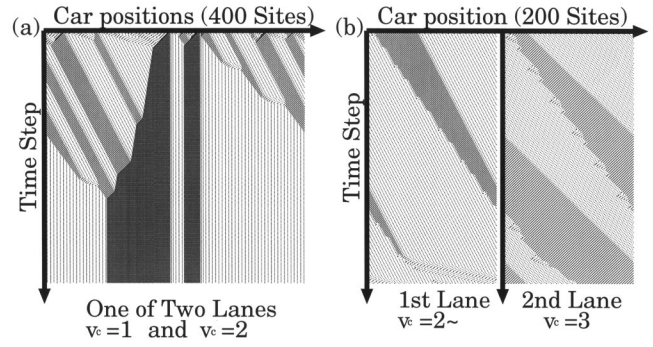 (a) Car positions (400 Sites)
Time Step
One of Two Lanes
vc=1 and vc=2
(b) Car position (200 Sites)
Time Step
1st Lane
vc=2~
2nd Lane
vc=3